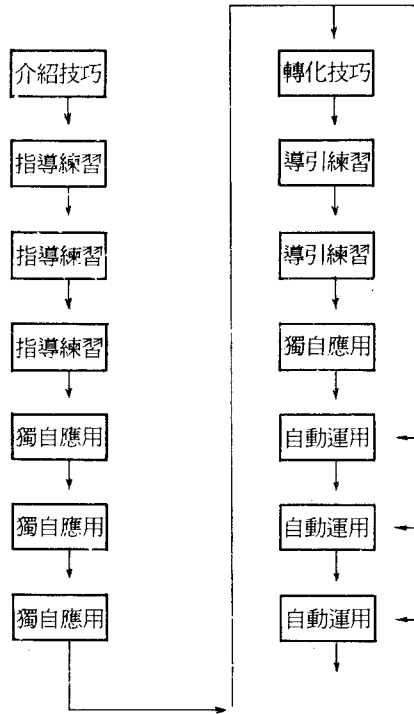 介紹技巧
指導練習
指導練習
指導練習
獨自應用
獨自應用
獨自應用
轉化技巧
導引練習
導引練習
獨自應用
自動運用
自動運用
自動運用